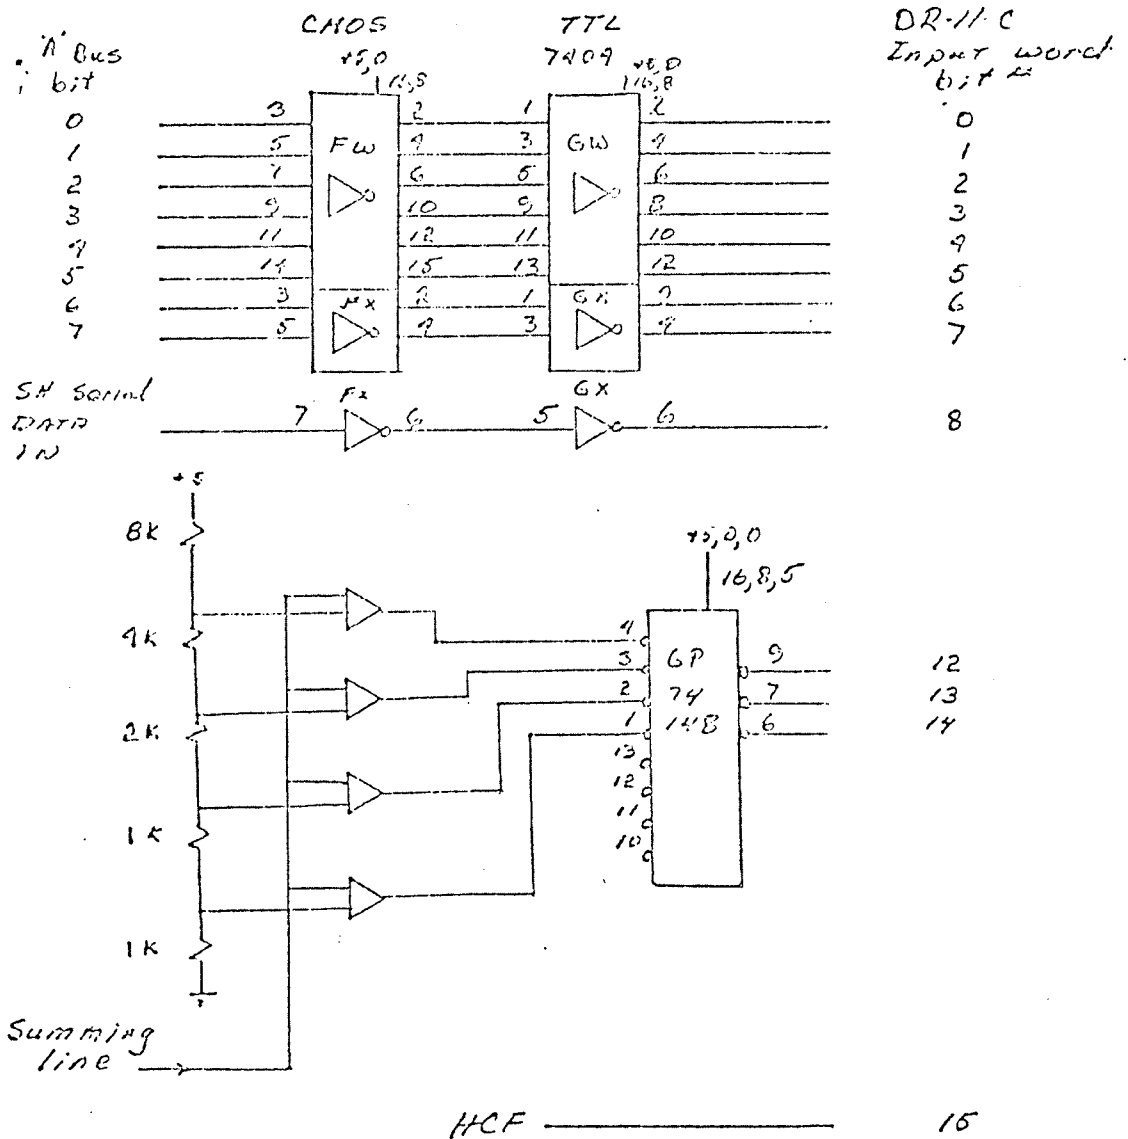 CMOS TTL DR-11-C
"A" Bus +5,0 7404 +5,0 Input word
bit 16,8 bit #
0 3 2 1 2 0
1 5 FW 4 3 GW 4 1
2 7 6 5 6 2
3 9 10 9 8 3
4 11 12 11 10 4
5 14 15 13 12 5
6 3 2 1 GX 2 6
7 5 4 3 4 7
SH Serial FX GX
DATA 7 6 5 6 8
IN
+5
8K +5,0,0
16,8,5
4K 4
3 GP 9 12
2 74 7 13
2K 1 148 6 14
13
12
1K 11
10
1K
Summing
line
HCF 15